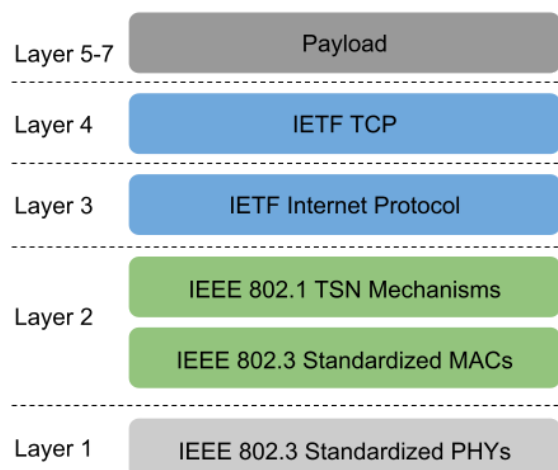 Layer 5-7
Payload
Layer 4
IETF TCP
Layer 3
IETF Internet Protocol
Layer 2
IEEE 802.1 TSN Mechanisms
IEEE 802.3 Standardized MACs
Layer 1
IEEE 802.3 Standardized PHYs